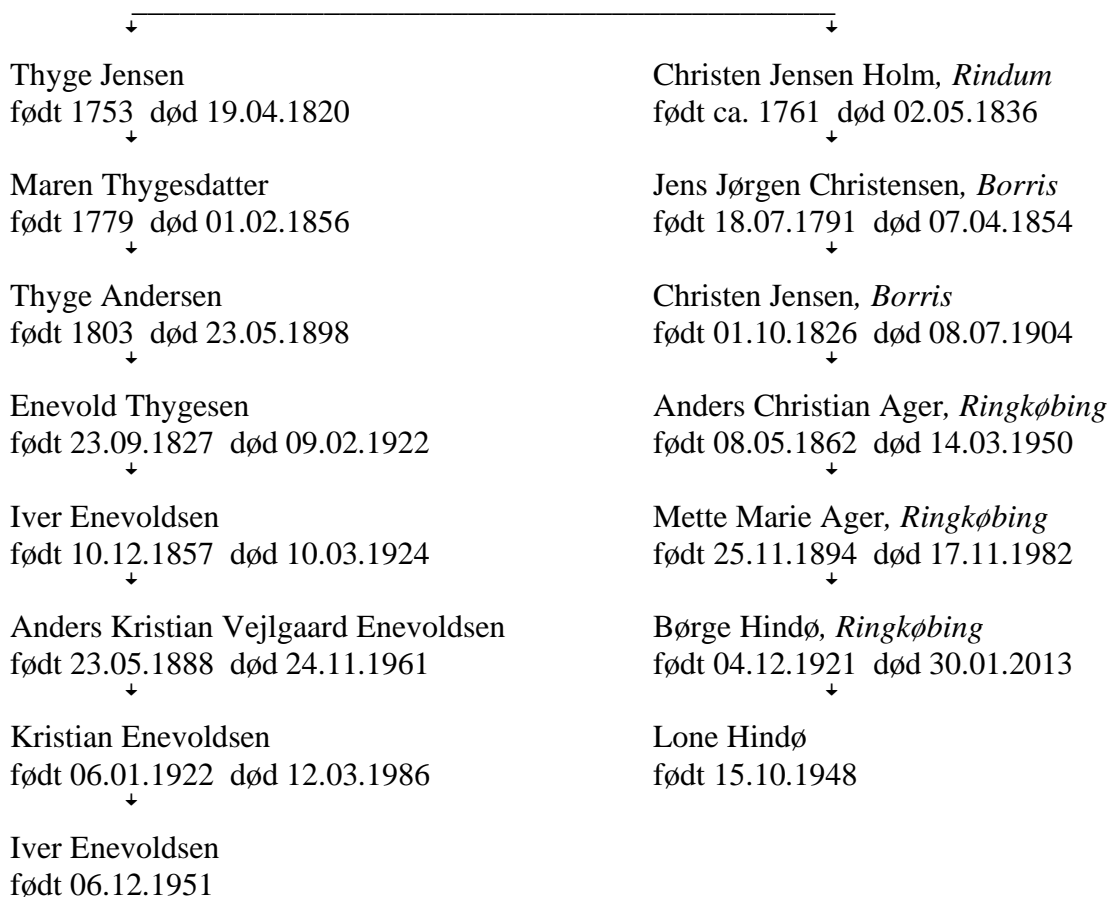 Thyge Jensen
født 1753 død 19.04.1820
Maren Thygesdatter
født 1779 død 01.02.1856
Thyge Andersen
født 1803 død 23.05.1898
Enevold Thygesen
født 23.09.1827 død 09.02.1922
Iver Enevoldsen
født 10.12.1857 død 10.03.1924
Anders Kristian Vejlgaard Enevoldsen
født 23.05.1888 død 24.11.1961
Kristian Enevoldsen
født 06.01.1922 død 12.03.1986
Iver Enevoldsen
født 06.12.1951
Christen Jensen Holm, Rindum
født ca. 1761 død 02.05.1836
Jens Jørgen Christensen, Borris
født 18.07.1791 død 07.04.1854
Christen Jensen, Borris
født 01.10.1826 død 08.07.1904
Anders Christian Ager, Ringkøbing
født 08.05.1862 død 14.03.1950
Mette Marie Ager, Ringkøbing
født 25.11.1894 død 17.11.1982
Børge Hindø, Ringkøbing
født 04.12.1921 død 30.01.2013
Lone Hindø
født 15.10.1948